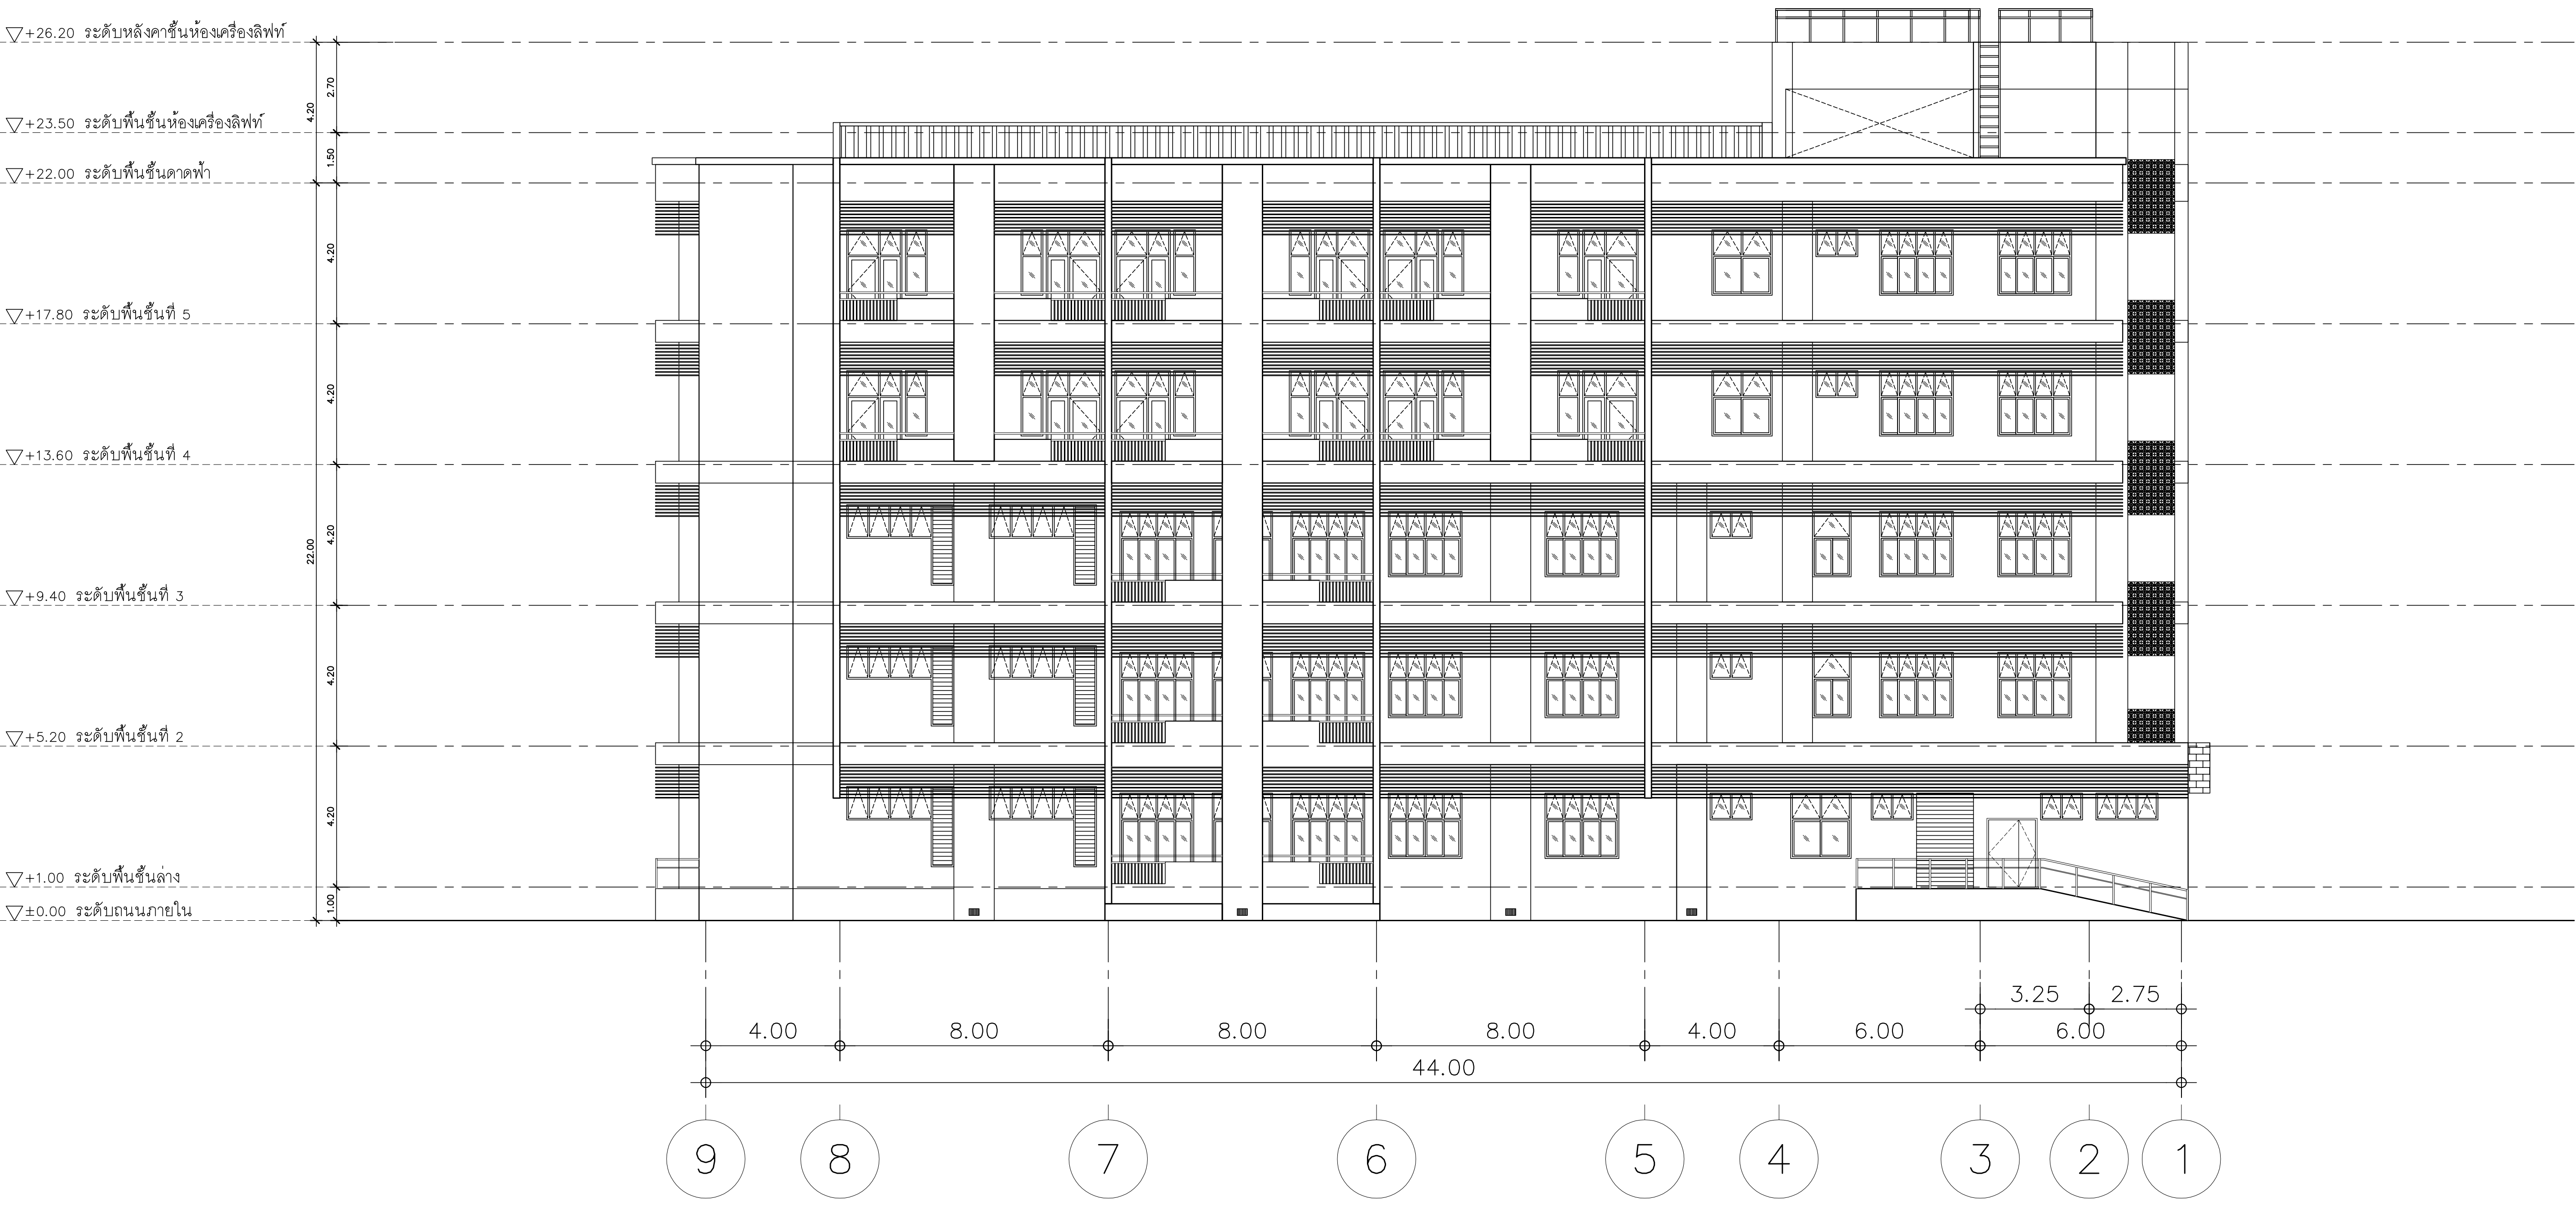 +26.20 ระดับหลังคาชั้นห้องเครื่องลิฟท์
2.70
4.20
+23.50 ระดับพื้นชั้นห้องเครื่องลิฟท์
1.50
+22.00 ระดับพื้นชั้นดาดฟ้า
4.20
+17.80 ระดับพื้นชั้นที่ 5
4.20
+13.60 ระดับพื้นชั้นที่ 4
4.20
22.00
+9.40 ระดับพื้นชั้นที่ 3
4.20
+5.20 ระดับพื้นชั้นที่ 2
4.20
+1.00 ระดับพื้นชั้นล่าง
1.00
±0.00 ระดับถนนภายใน
3.25 2.75
4.00 8.00 8.00 8.00 4.00 6.00 6.00
44.00
9 8 7 6 5 4 3 2 1